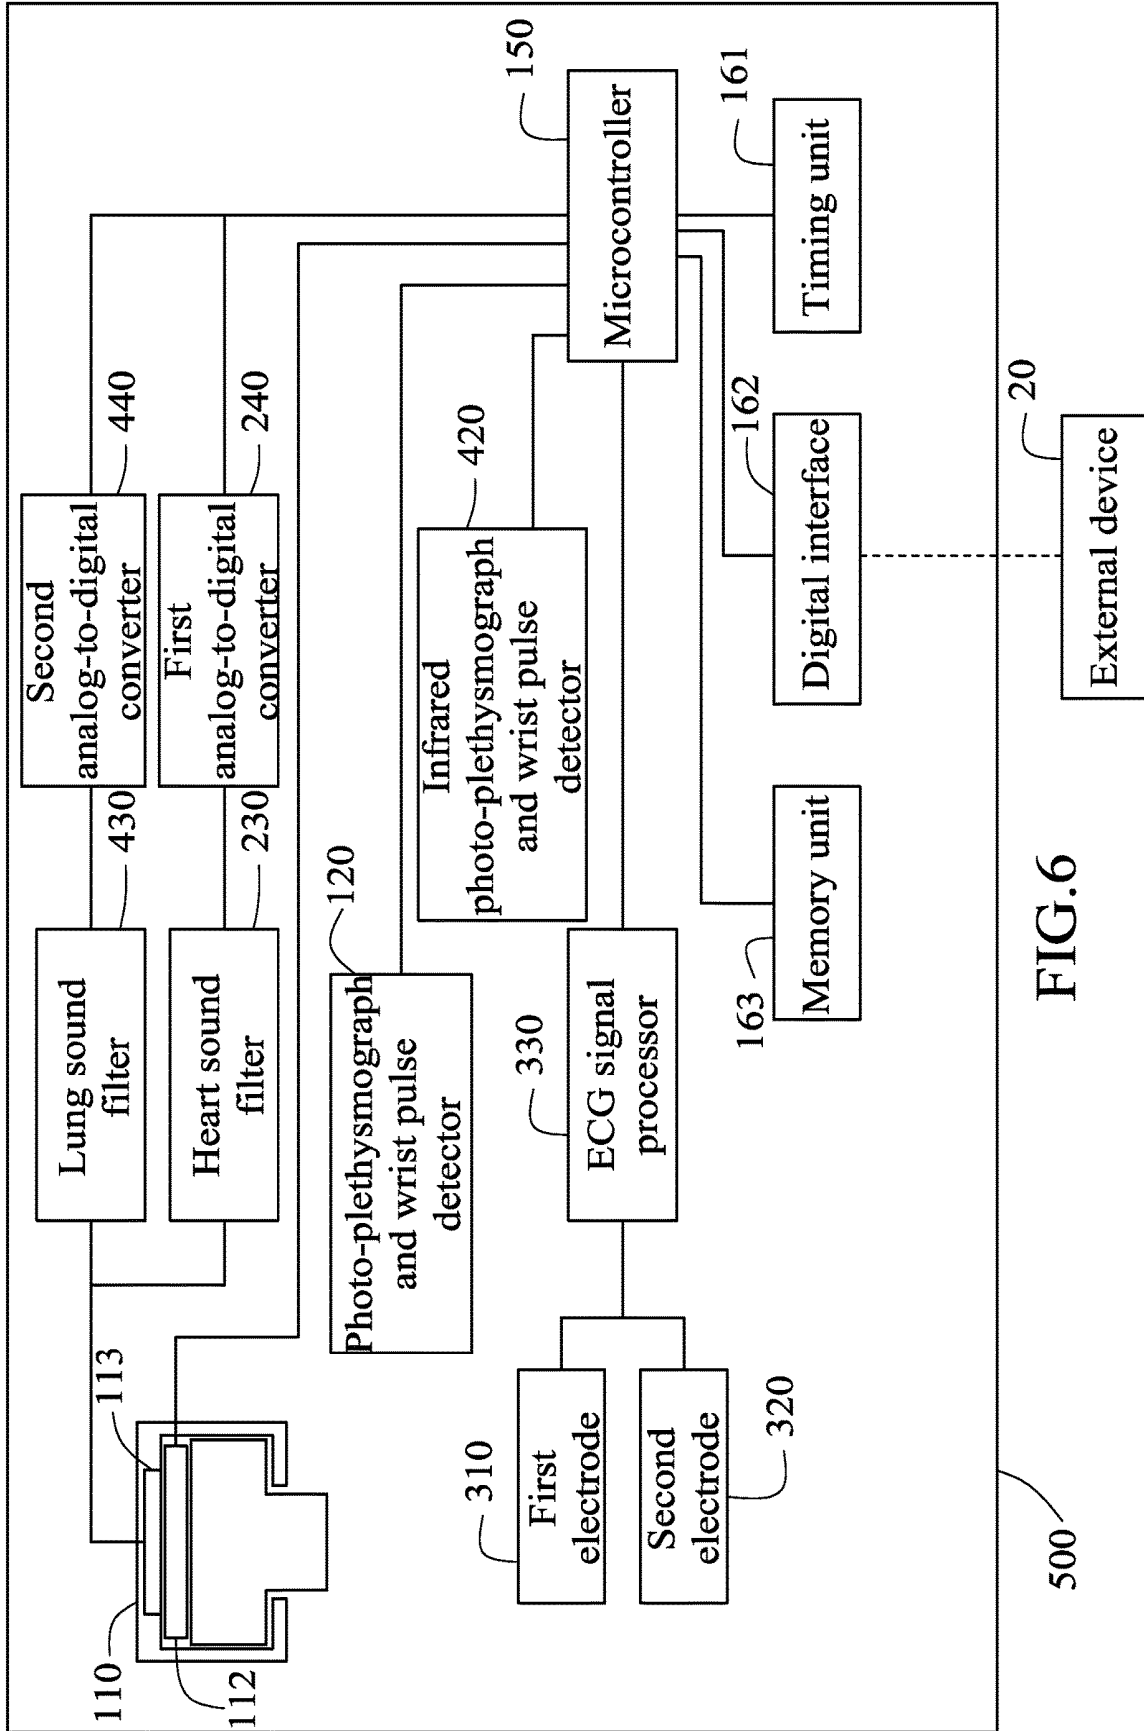 110
112
113
Lung sound
filter
430
Second
analog-to-digital
converter
440
Heart sound
filter
230
First
analog-to-digital
converter
240
Photo-plethysmograph
and wrist pulse
detector
120
Infrared
photo-plethysmograph
and wrist pulse
detector
420
310
First
electrode
Second
electrode
320
330
ECG signal
processor
Microcontroller
150
163
Memory unit
Digital interface
162
Timing unit
161
External device
20
500
FIG.6